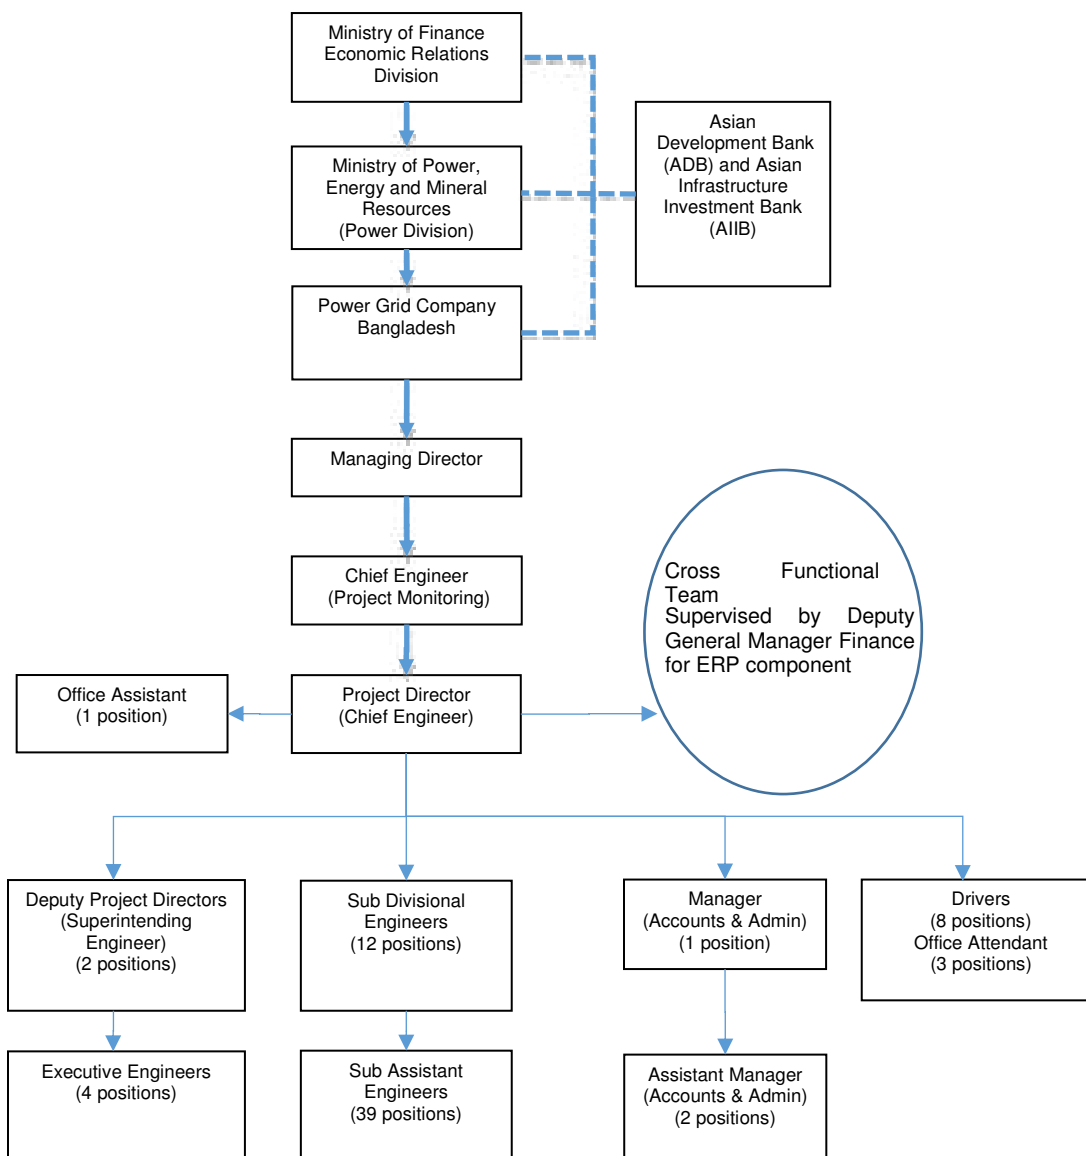 Ministry of Finance
Economic Relations
Division
Ministry of Power,
Energy and Mineral
Resources
(Power Division)
Asian
Development Bank
(ADB) and Asian
Infrastructure
Investment Bank
(AIIB)
Power Grid Company
Bangladesh
Managing Director
Chief Engineer
(Project Monitoring)
Cross Functional
Team
Supervised by Deputy
General Manager Finance
for ERP component
Office Assistant
(1 position)
Project Director
(Chief Engineer)
Deputy Project Directors
(Superintending
Engineer)
(2 positions)
Sub Divisional
Engineers
(12 positions)
Manager
(Accounts & Admin)
(1 position)
Drivers
(8 positions)
Office Attendant
(3 positions)
Executive Engineers
(4 positions)
Sub Assistant
Engineers
(39 positions)
Assistant Manager
(Accounts & Admin)
(2 positions)